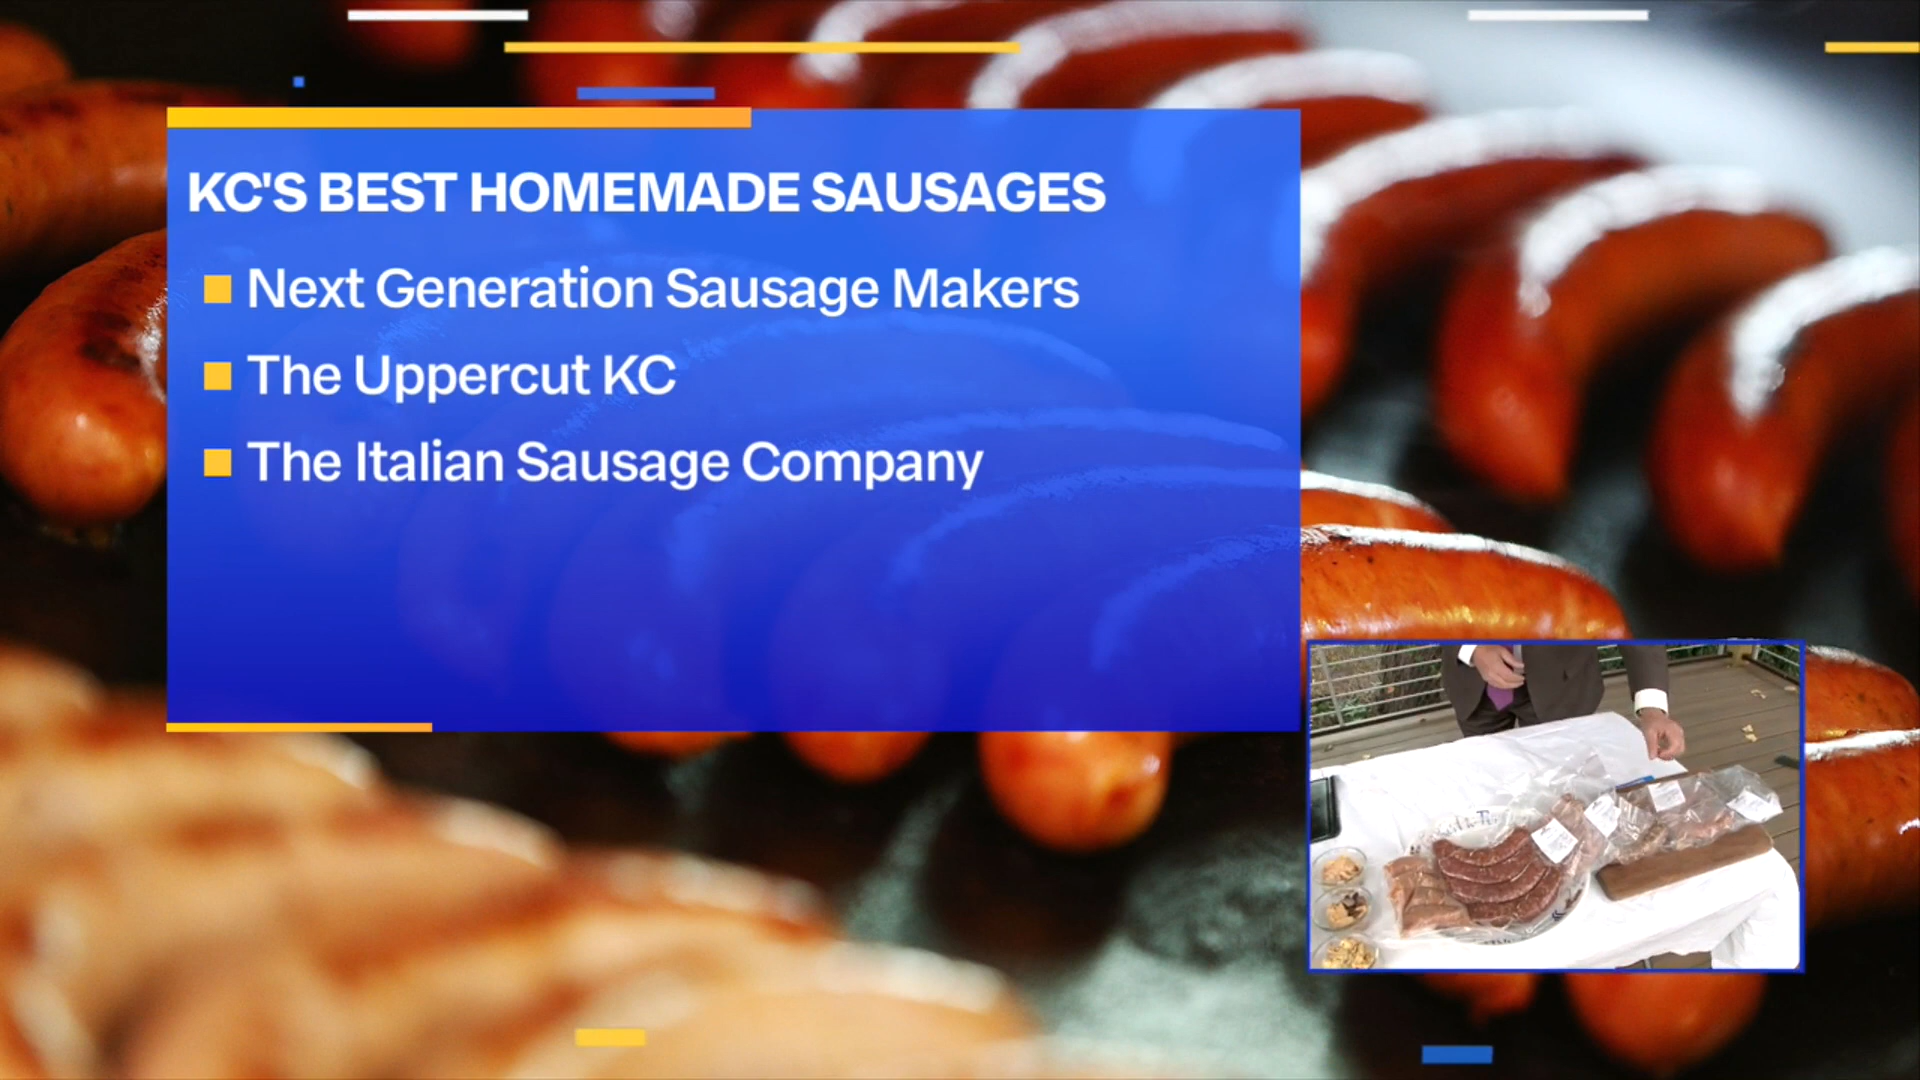 KC'S BEST HOMEMADE SAUSAGES
Next Generation Sausage Makers
The Uppercut KC
The Italian Sausage Company